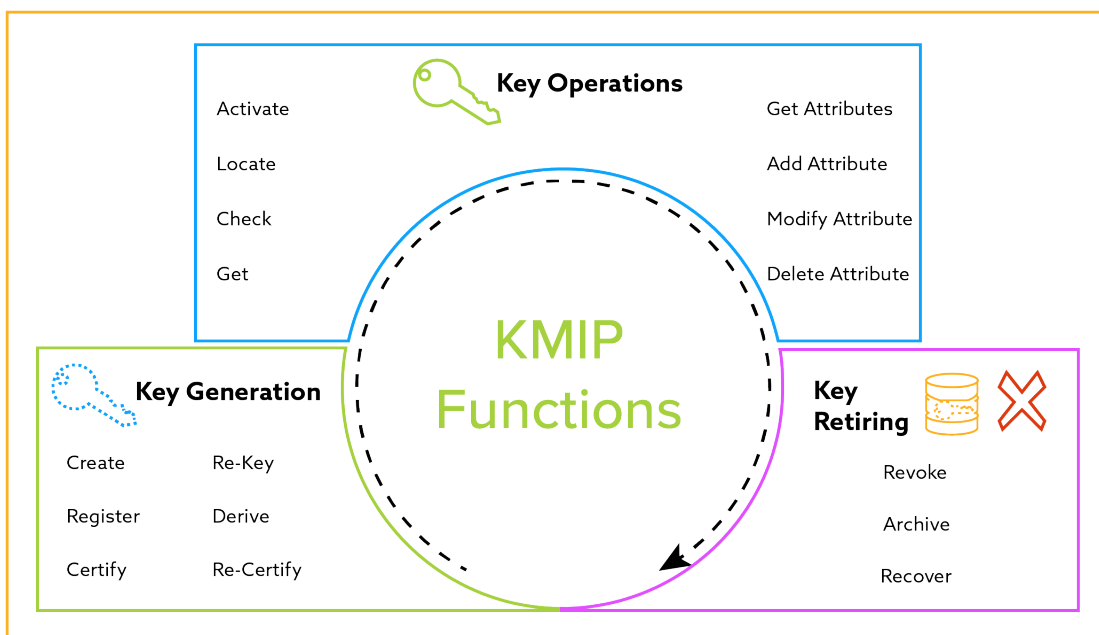 Key Operations
Activate
Locate
Check
Get
Get Attributes
Add Attribute
Modify Attribute
Delete Attribute
KMIP
Functions
Key Generation
Create
Register
Certify
Re-Key
Derive
Re-Certify
Key
Retiring
Revoke
Archive
Recover